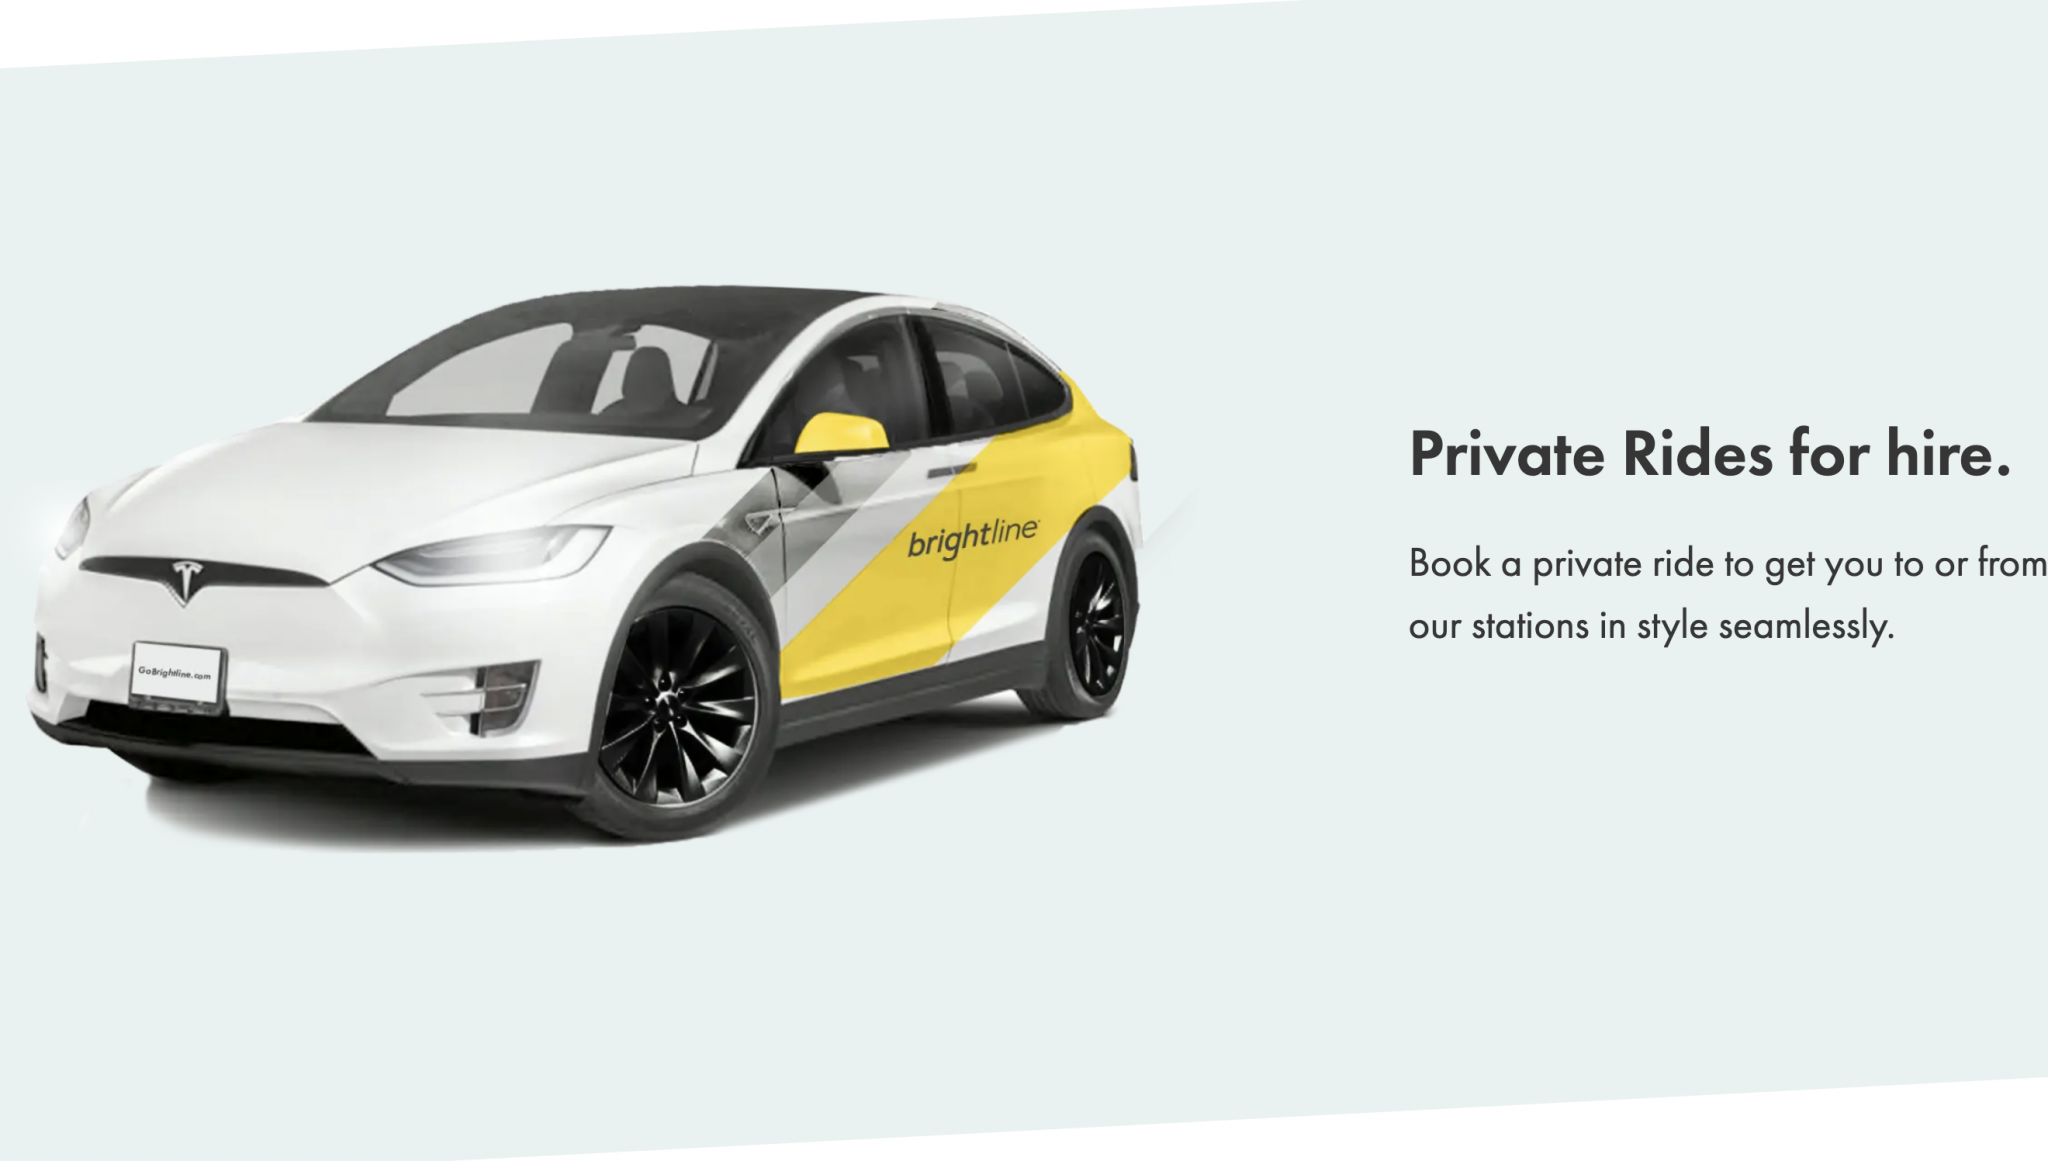 brightline
GoBrightline.com
Private Rides for hire.
Book a private ride to get you to or from
our stations in style seamlessly.